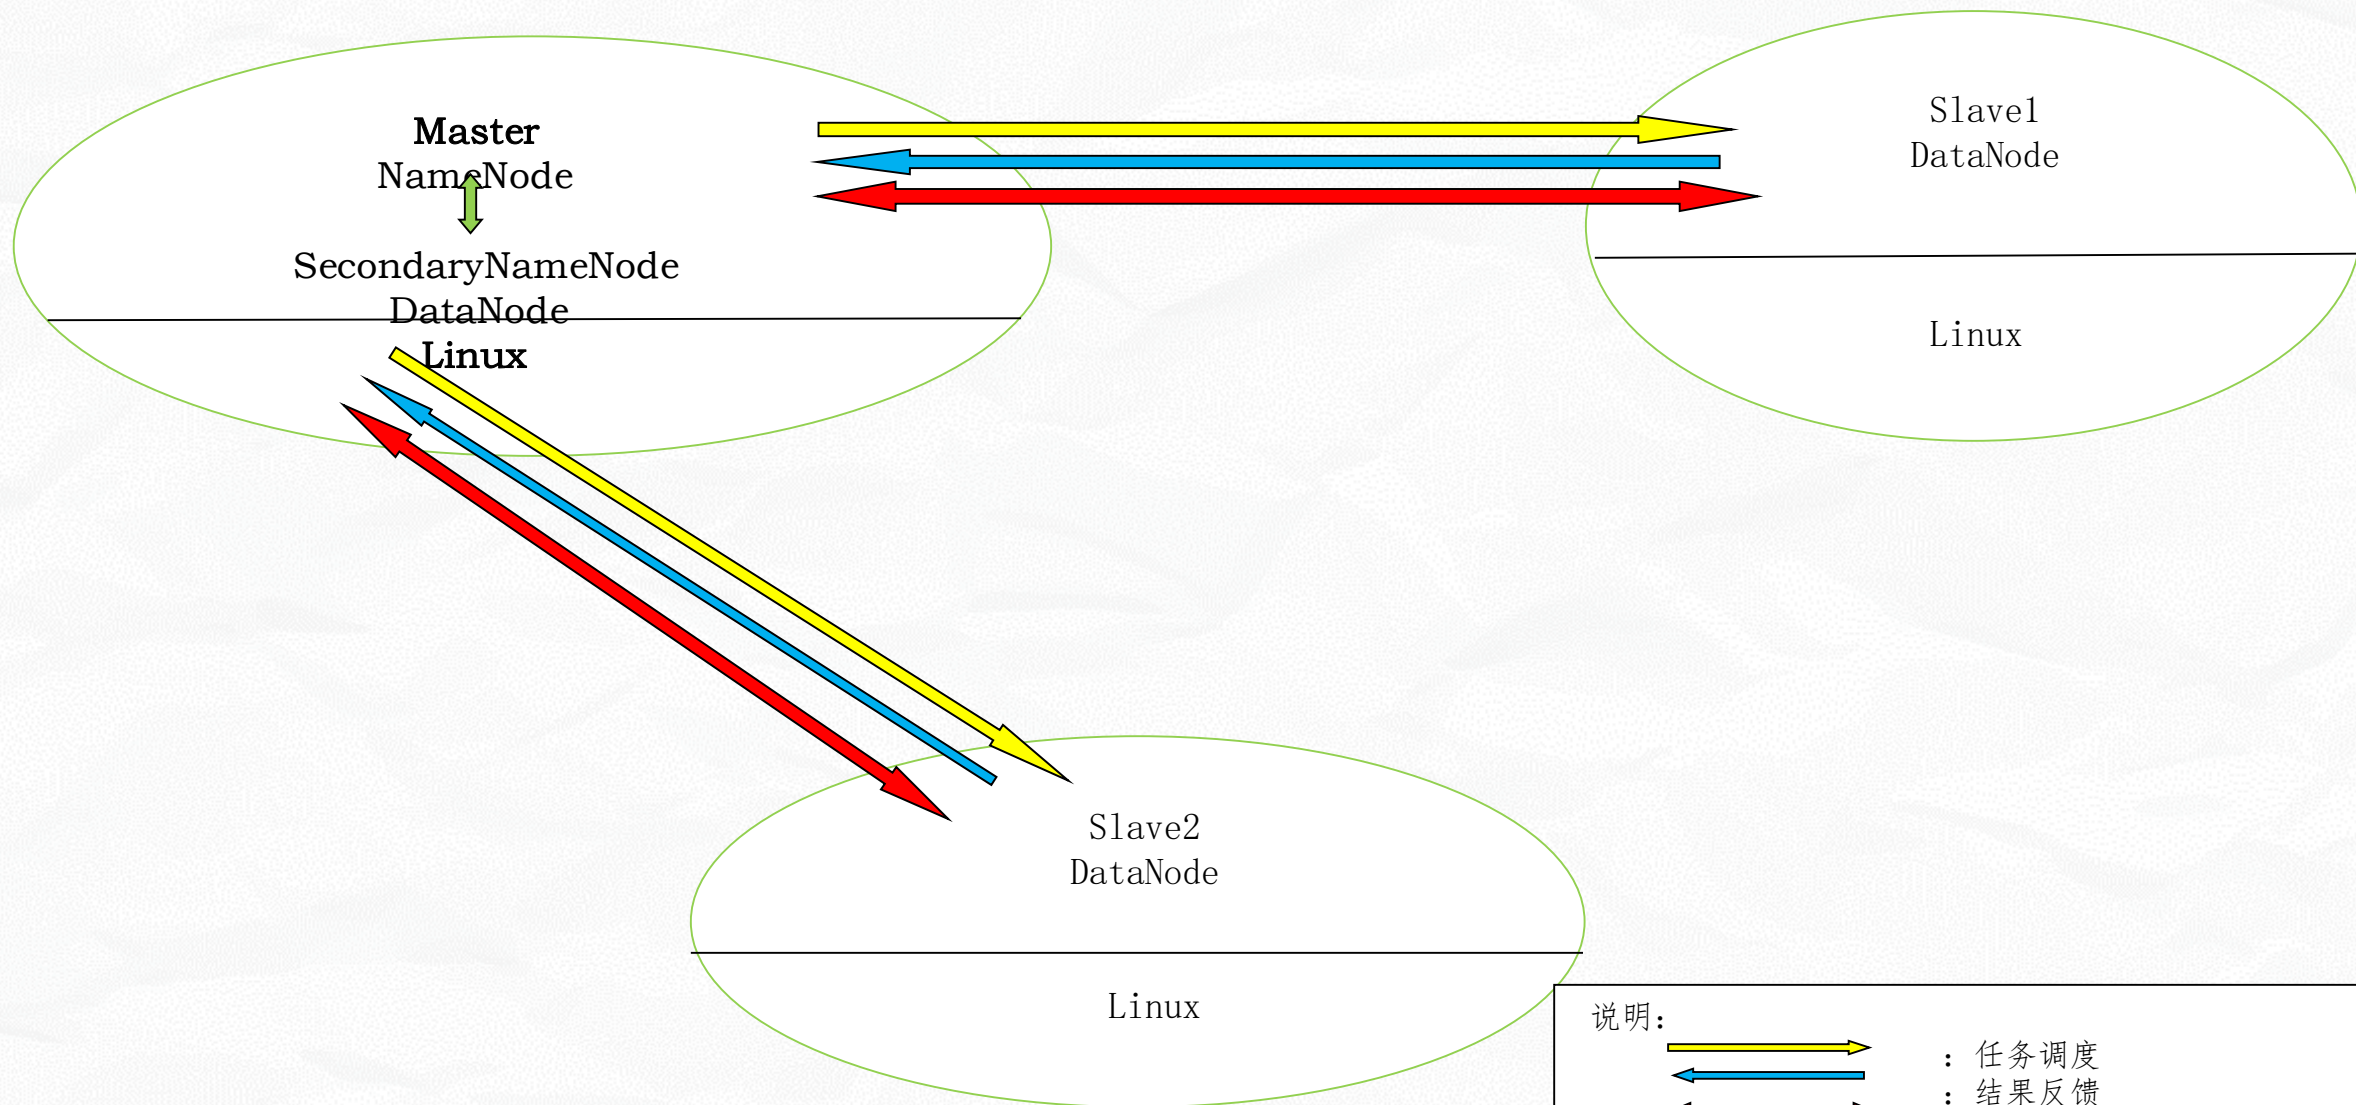 Master
NameNode
SecondaryNameNode
DataNode
Linux
Slave1
DataNode
Linux
Slave2
DataNode
Linux
说明：
：任务调度
：结果反馈